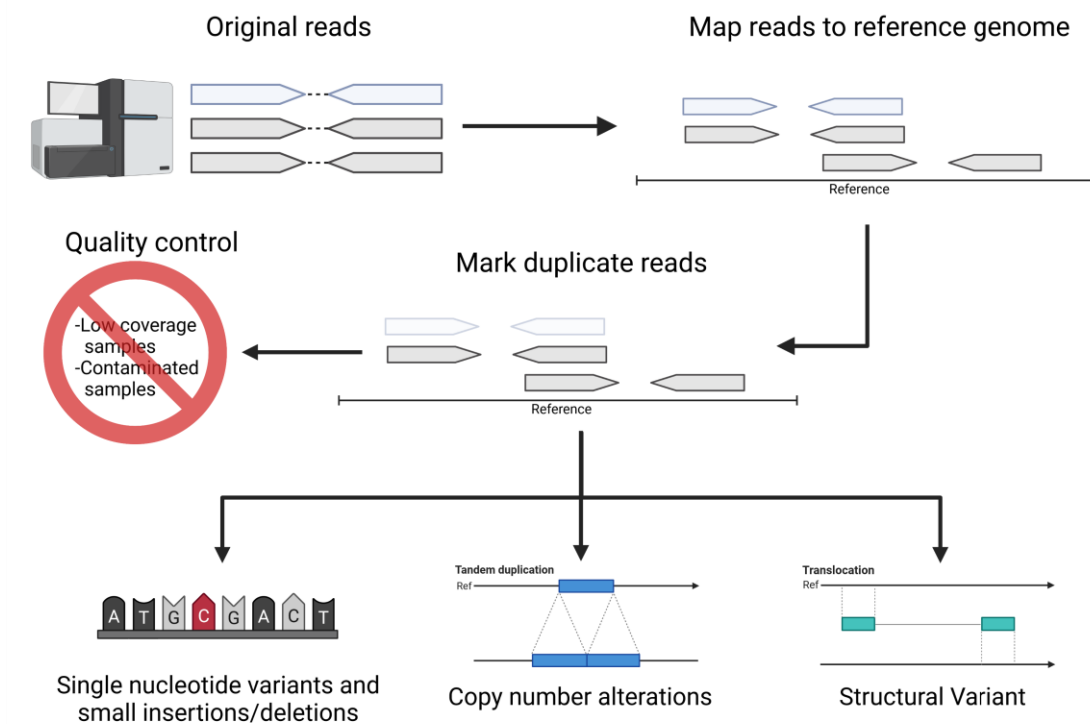 Original reads
Map reads to reference genome
Reference
Quality control
-Low coverage
samples
-Contaminated
samples
Mark duplicate reads
Reference
A T G C G A C T
Single nucleotide variants and
small insertions/deletions
Tandem duplication
Ref
Copy number alterations
Translocation
Ref
Structural Variant